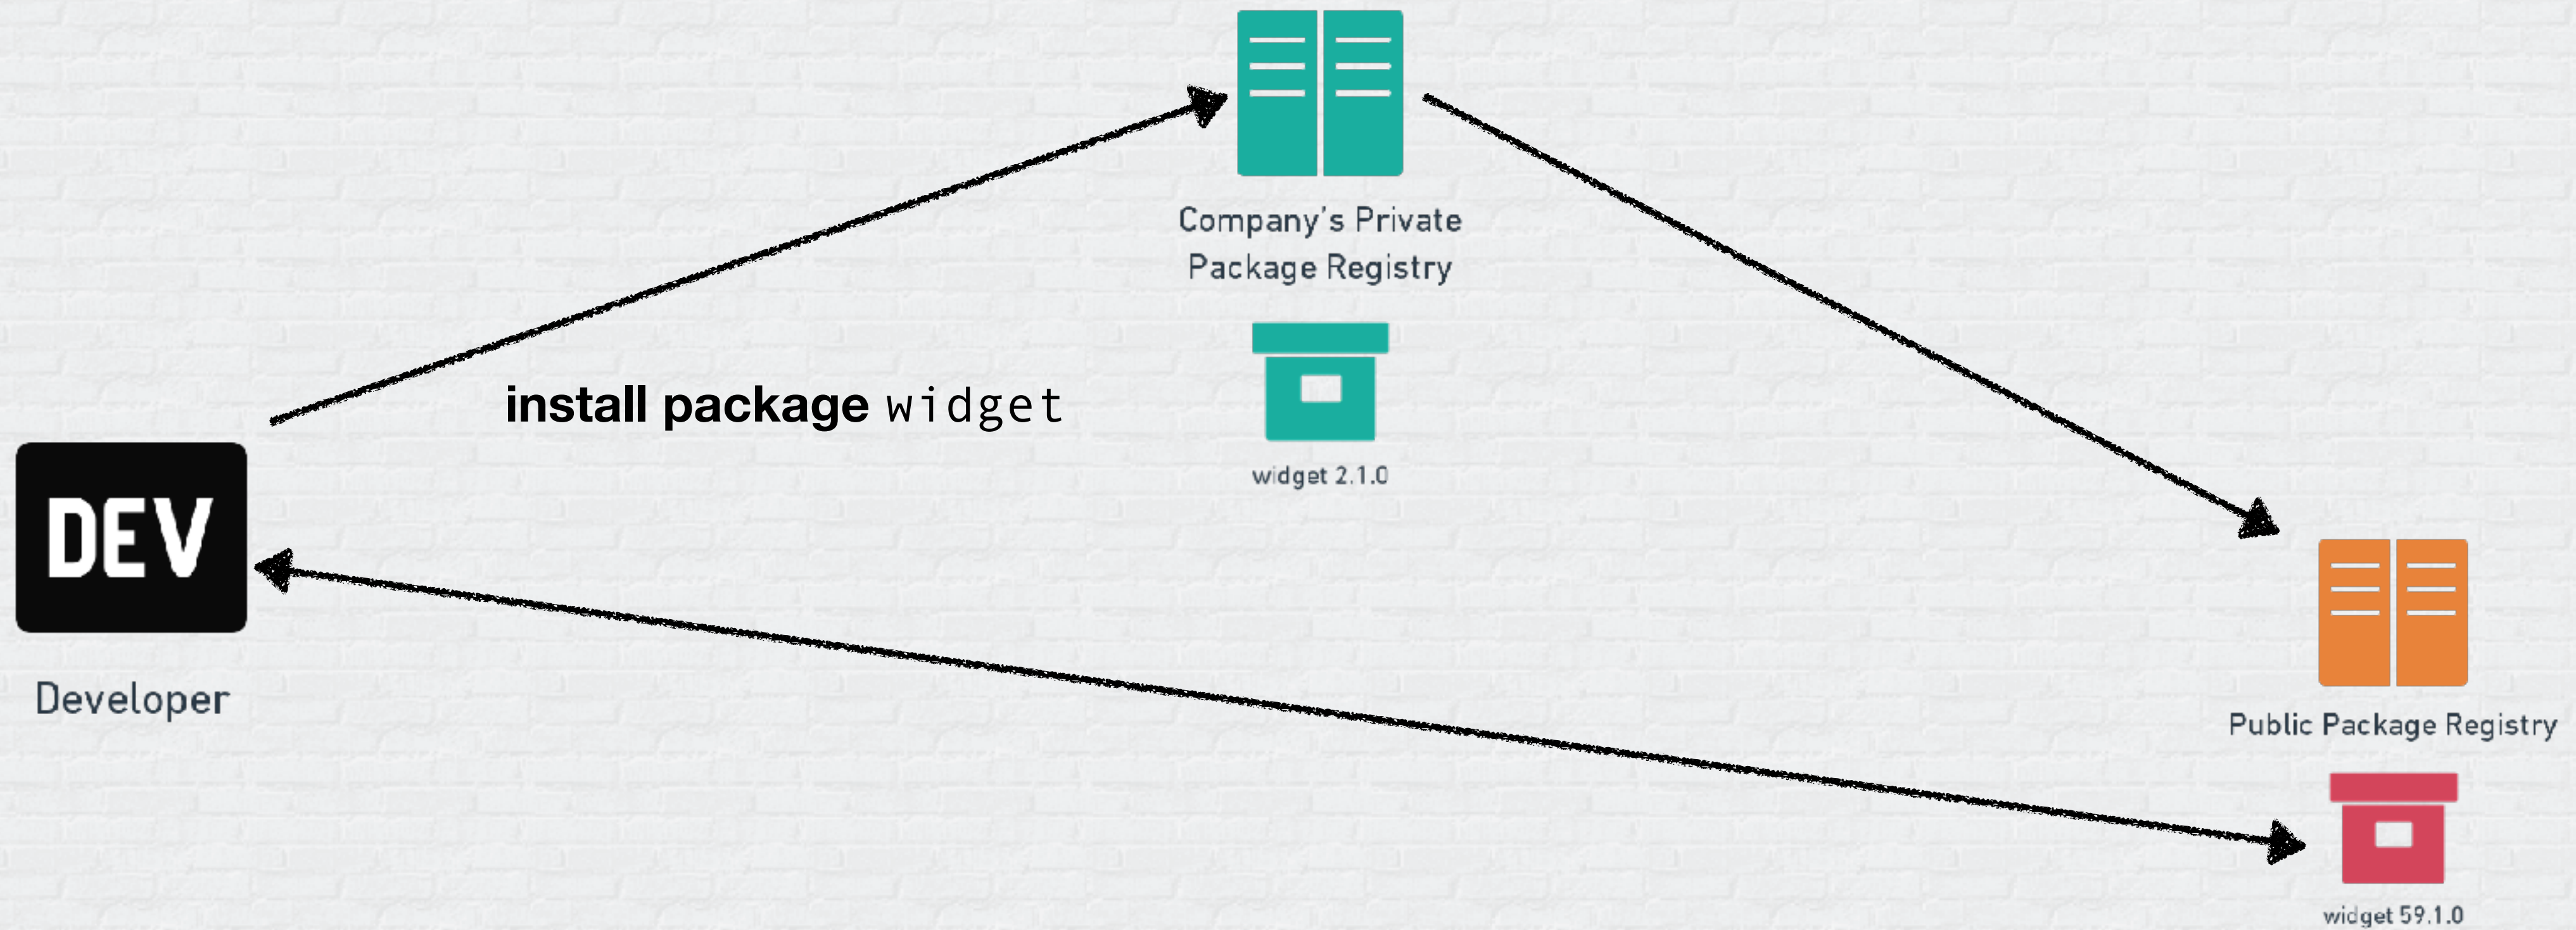 Company's Private
Package Registry
install package widget
widget 2.1.0
DEV
Developer
Public Package Registry
widget 59.1.0